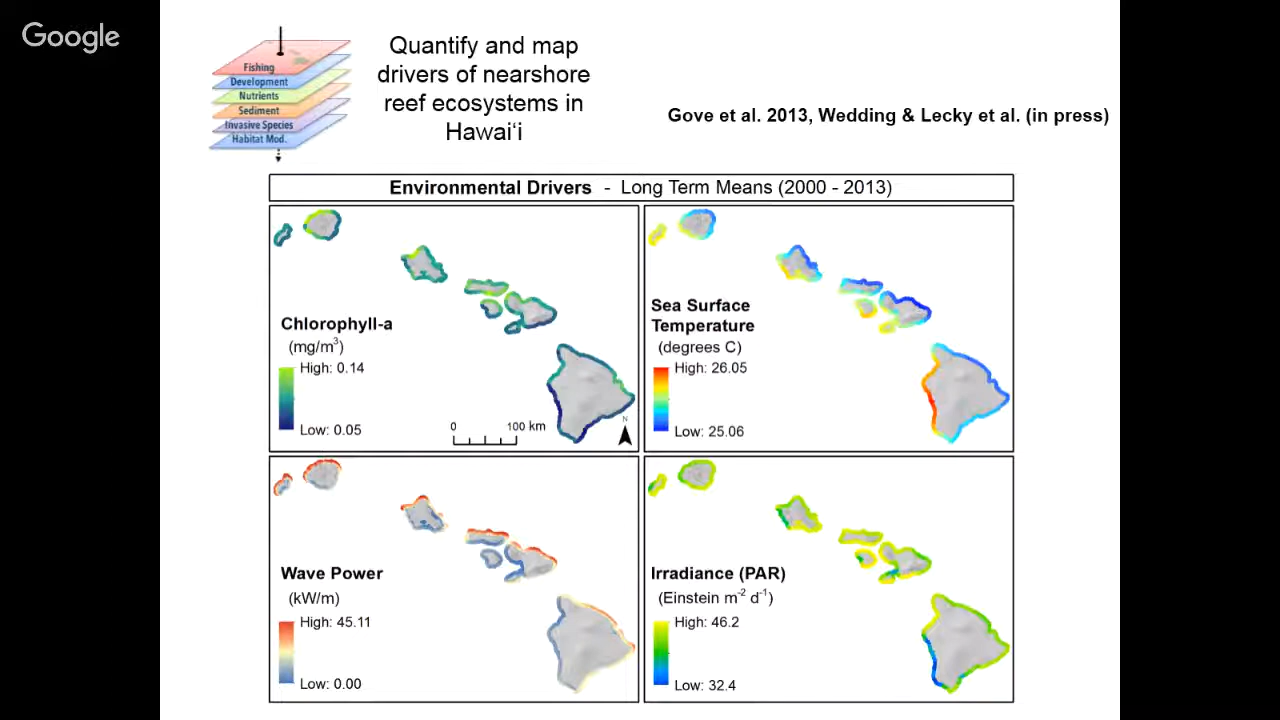 Google
Quantify and map
drivers of nearshore
reef ecosystems in
Hawai‘i
Fishing
Development
Nutrients
Sediment
Invasive Species
Habitat Mod.
Gove et al. 2013, Wedding & Lecky et al. (in press)
Environmental Drivers - Long Term Means (2000 - 2013)
Chlorophyll-a
(mg/m³)
High: 0.14
Low: 0.05
0 100 km
N
Sea Surface
Temperature
(degrees C)
High: 26.05
Low: 25.06
Wave Power
(kW/m)
High: 45.11
Low: 0.00
Irradiance (PAR)
(Einstein m⁻² d⁻¹)
High: 46.2
Low: 32.4